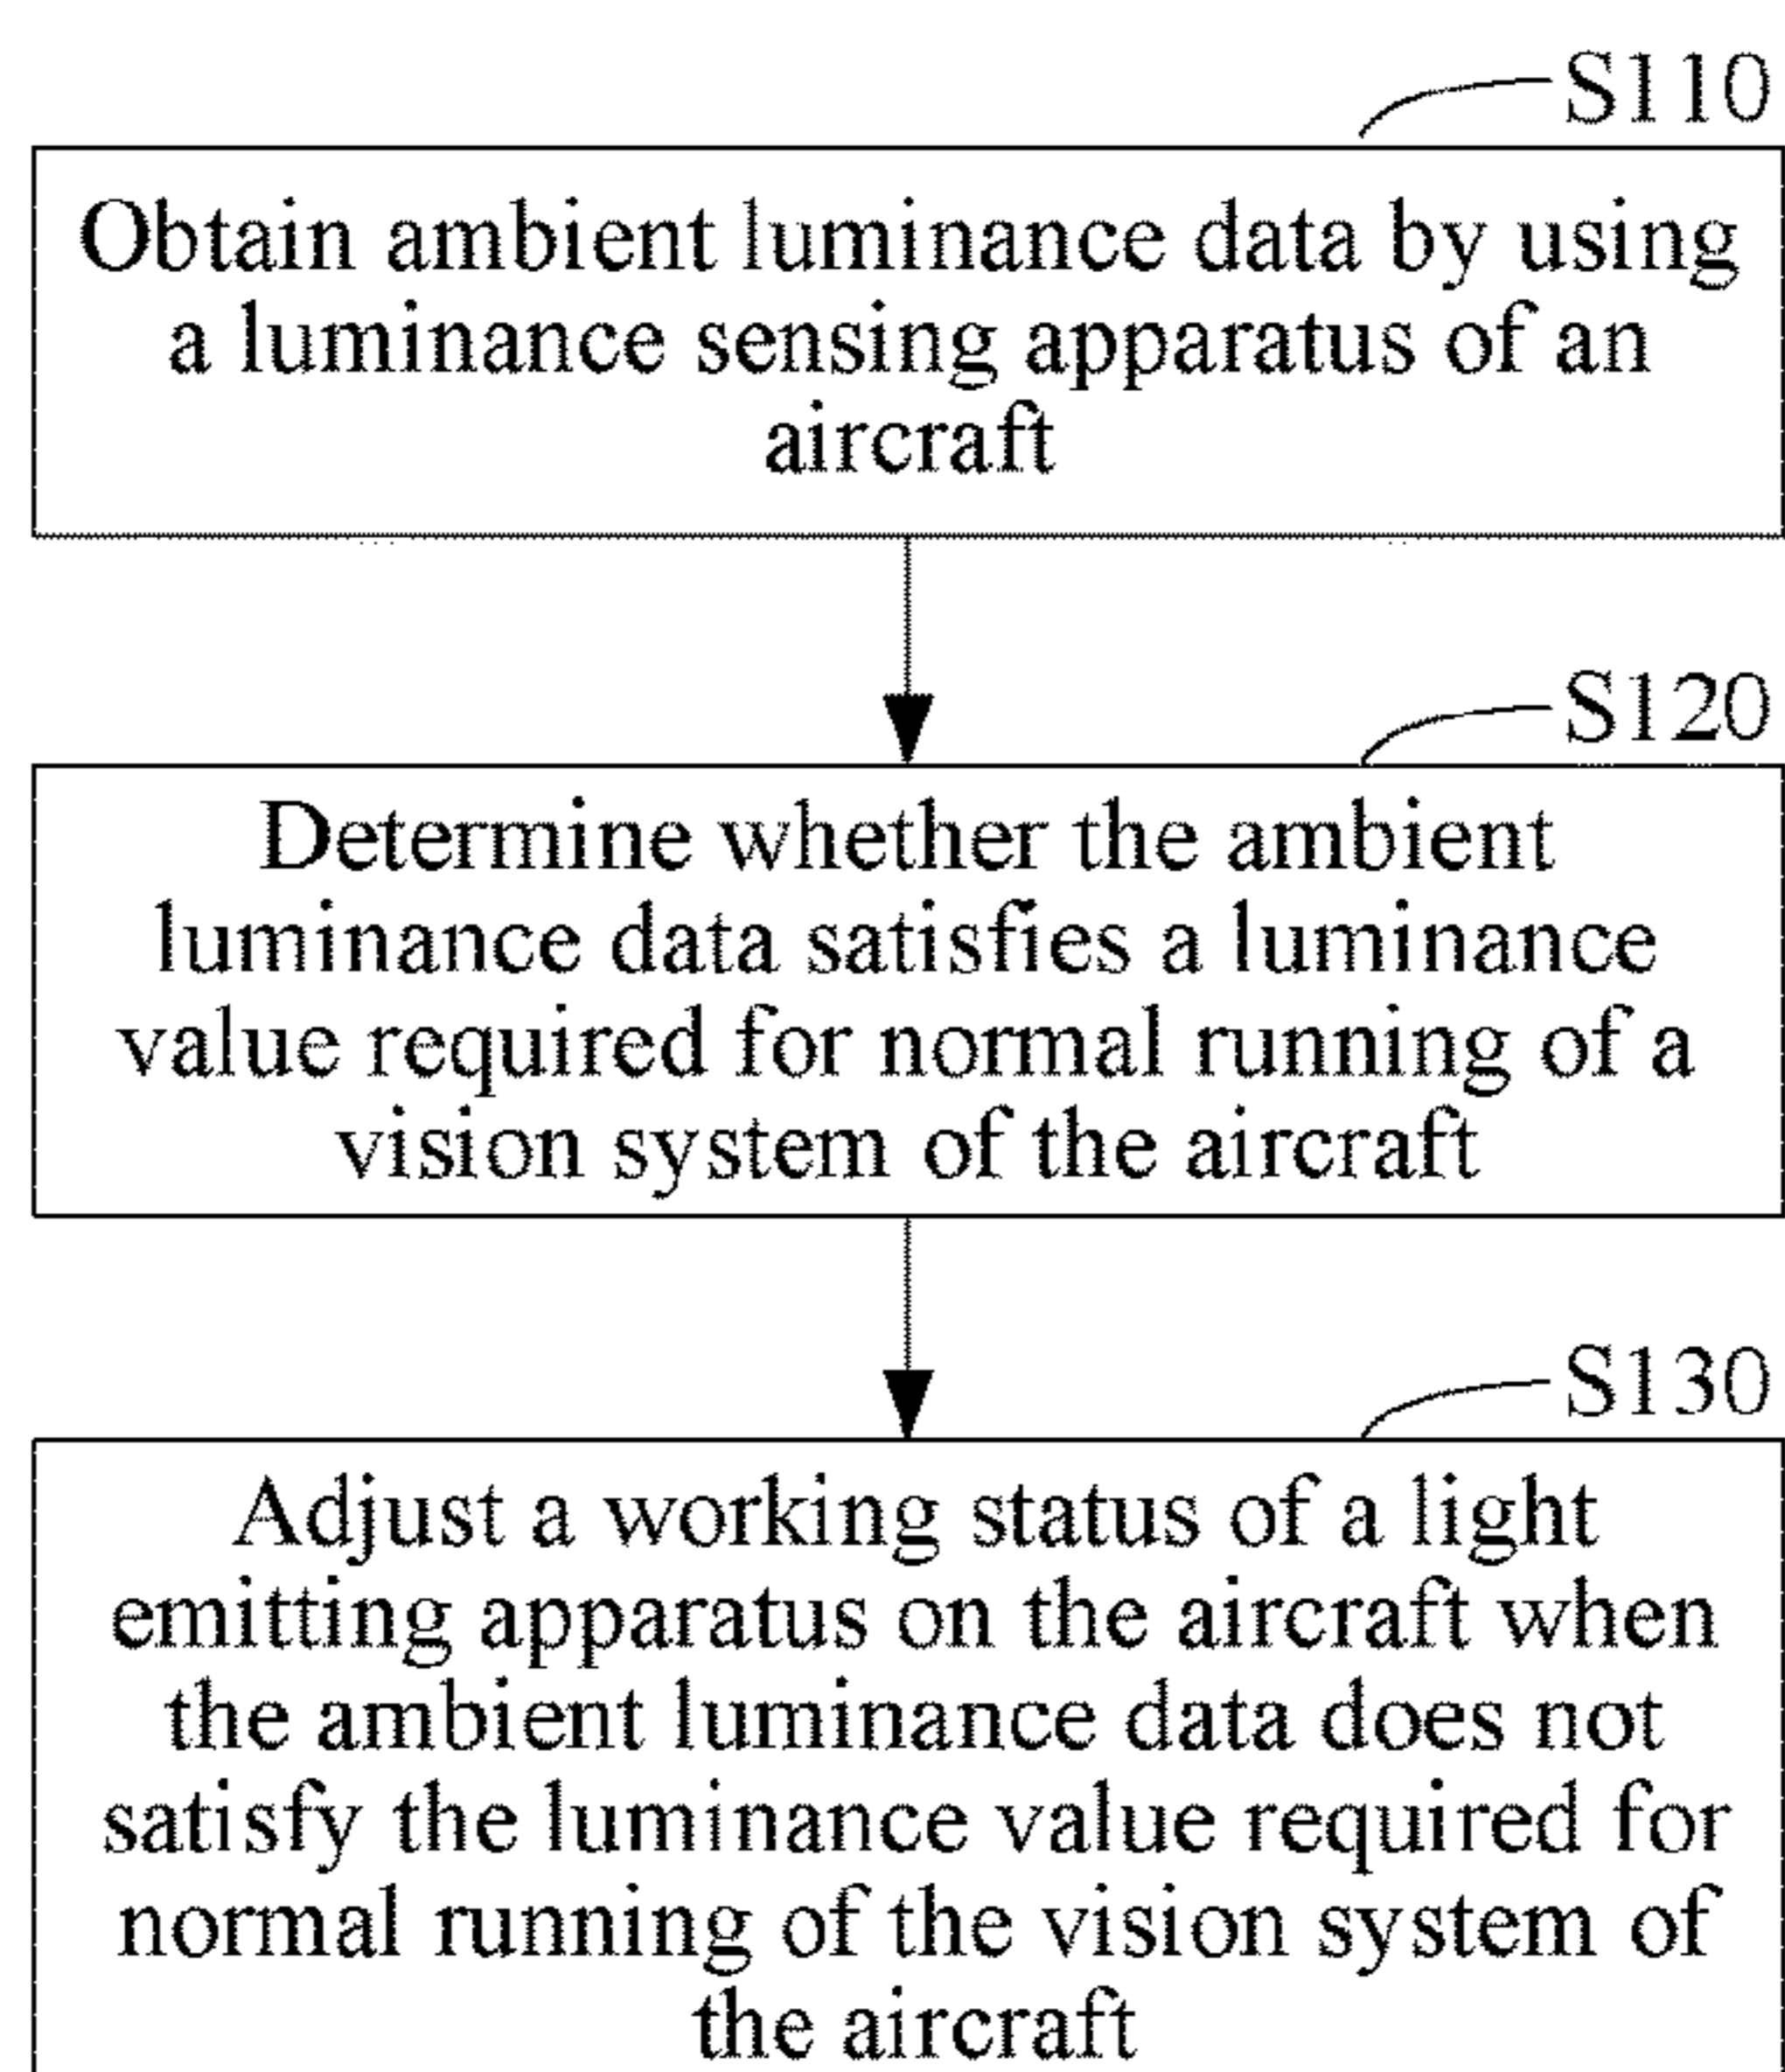 S110
Obtain ambient luminance data by using
a luminance sensing apparatus of an
aircraft
S120
Determine whether the ambient
luminance data satisfies a luminance
value required for normal running of a
vision system of the aircraft
S130
Adjust a working status of a light
emitting apparatus on the aircraft when
the ambient luminance data does not
satisfy the luminance value required for
normal running of the vision system of
the aircraft